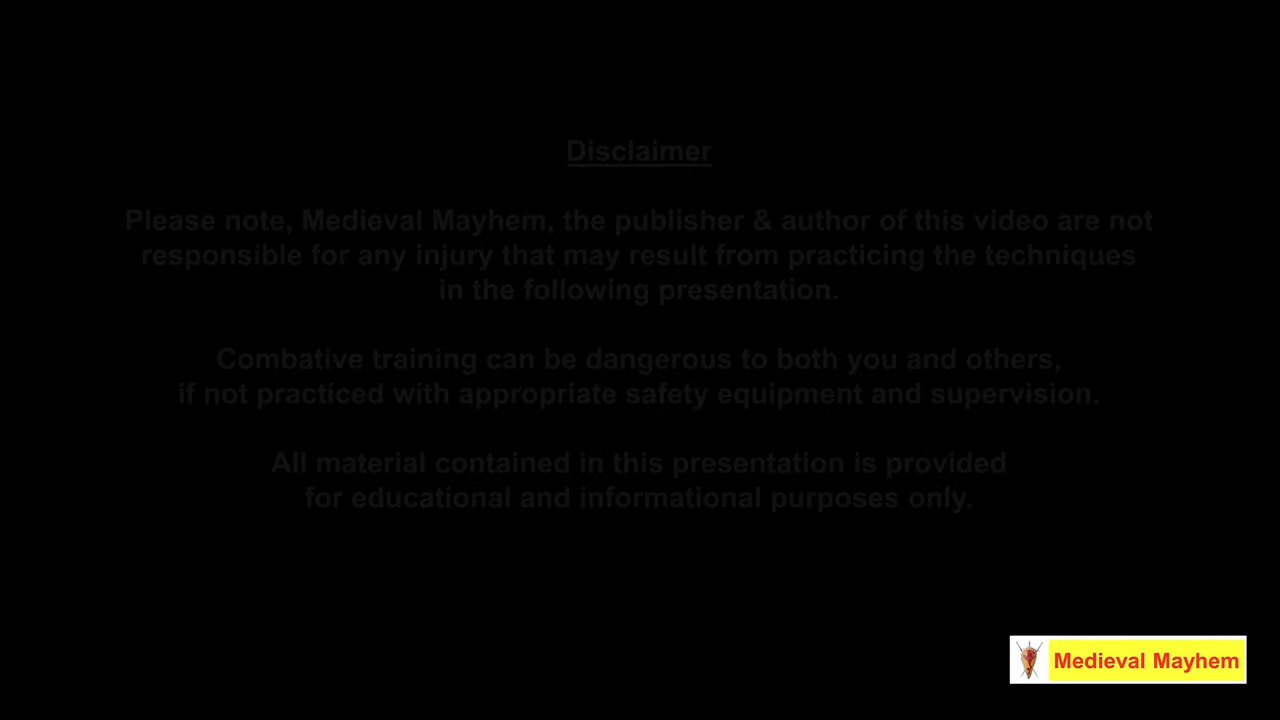 Disclaimer
Please note, Medieval Mayhem, the publisher & author of this video are not
responsible for any injury that may result from practicing the techniques
in the following presentation.
Combative training can be dangerous to both you and others,
if not practiced with appropriate safety equipment and supervision.
All material contained in this presentation is provided
for educational and informational purposes only.
Medieval Mayhem